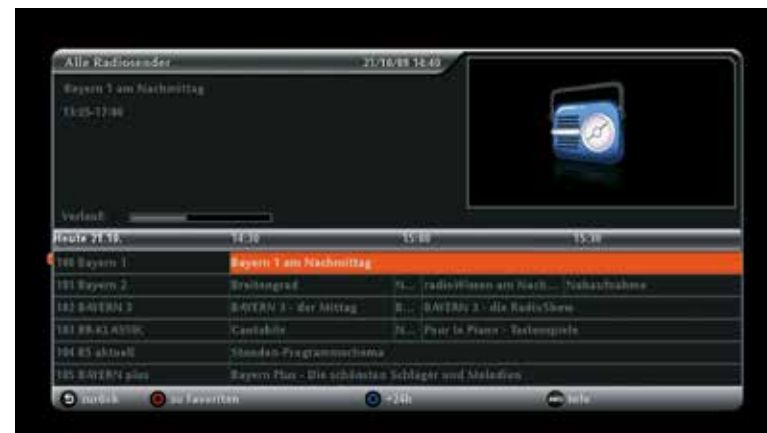 Alle Radiosender 21/10/09 14:40
Bayern 1 am Nachmittag
13:05-17:00
Verlauf:
Heute 21.10. 14:30 15:00 15:30
100 Bayern 1 Bayern 1 am Nachmittag
101 Bayern 2 Breitengrad N... radioWissen am Nach... Nahaufnahme
102 BAYERN 3 BAYERN 3 - der Mittag B... BAYERN 3 - die RadioShow
103 BR-KLASSIK Cantabile N... Pour le Piano - Tastenspiele
104 B5 aktuell Stunden-Programmschema
105 BAYERN plus Bayern Plus - Die schönsten Schlager und Melodien
zurück zu Favoriten +24h Info